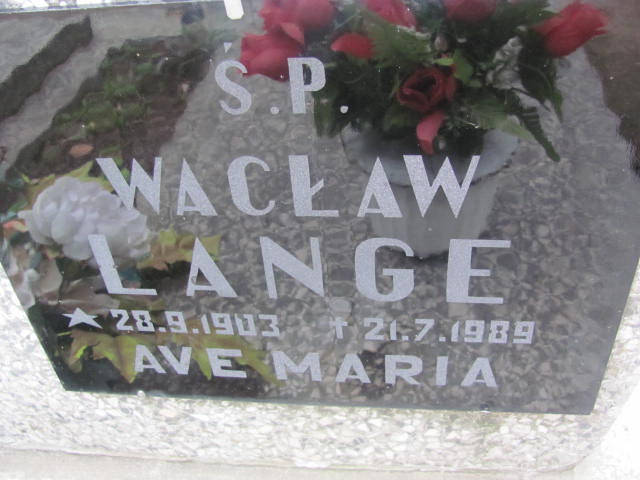 Ś.P.
WACŁAW
LANGE
★ 28.9.1903 † 21.7.1989
AVE MARIA